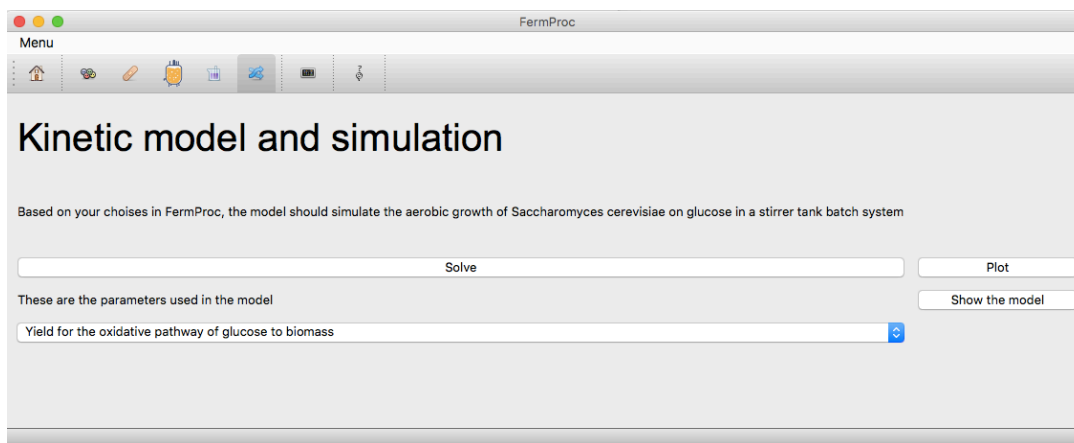 FermProc
Menu
Kinetic model and simulation
Based on your choises in FermProc, the model should simulate the aerobic growth of Saccharomyces cerevisiae on glucose in a stirrer tank batch system
Solve
Plot
These are the parameters used in the model
Show the model
Yield for the oxidative pathway of glucose to biomass